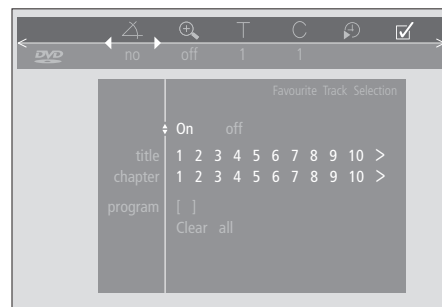 T C
DVD no off 1 1
Favourite Track Selection
On off
title 1 2 3 4 5 6 7 8 9 10 >
chapter 1 2 3 4 5 6 7 8 9 10 >
program [ ]
Clear all